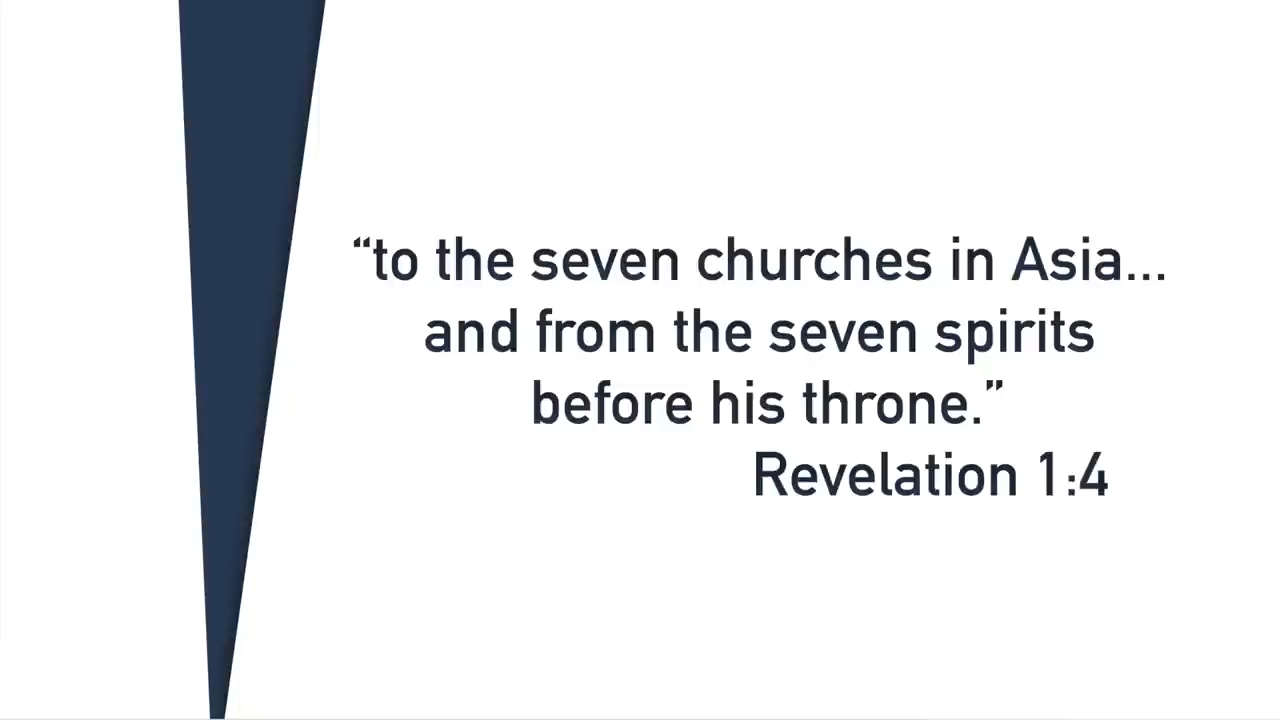 “to the seven churches in Asia...
and from the seven spirits
before his throne.”
Revelation 1:4